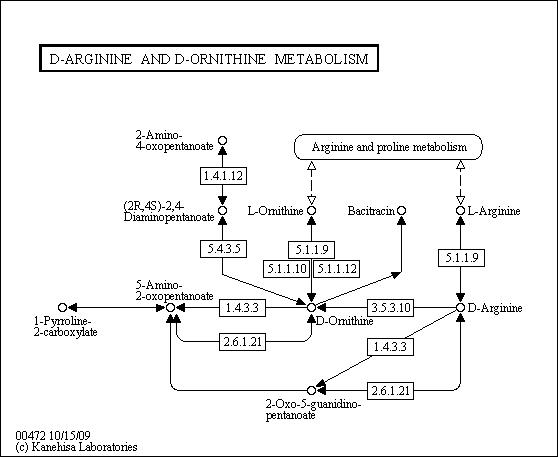 D-ARGININE AND D-ORNITHINE METABOLISM
2-Amino-
4-oxopentanoate
Arginine and proline metabolism
1.4.1.12
(2R,4S)-2,4-
Diaminopentanoate
L-Ornithine
Bacitracin
L-Arginine
5.4.3.5
5.1.1.9
5.1.1.9
5.1.1.10
5.1.1.12
5-Amino-
2-oxopentanoate
1.4.3.3
3.5.3.10
D-Ornithine
D-Arginine
1-Pyrroline-
2-carboxylate
2.6.1.21
1.4.3.3
2.6.1.21
2-Oxo-5-guanidino-
pentanoate
00472 10/15/09
(c) Kanehisa Laboratories